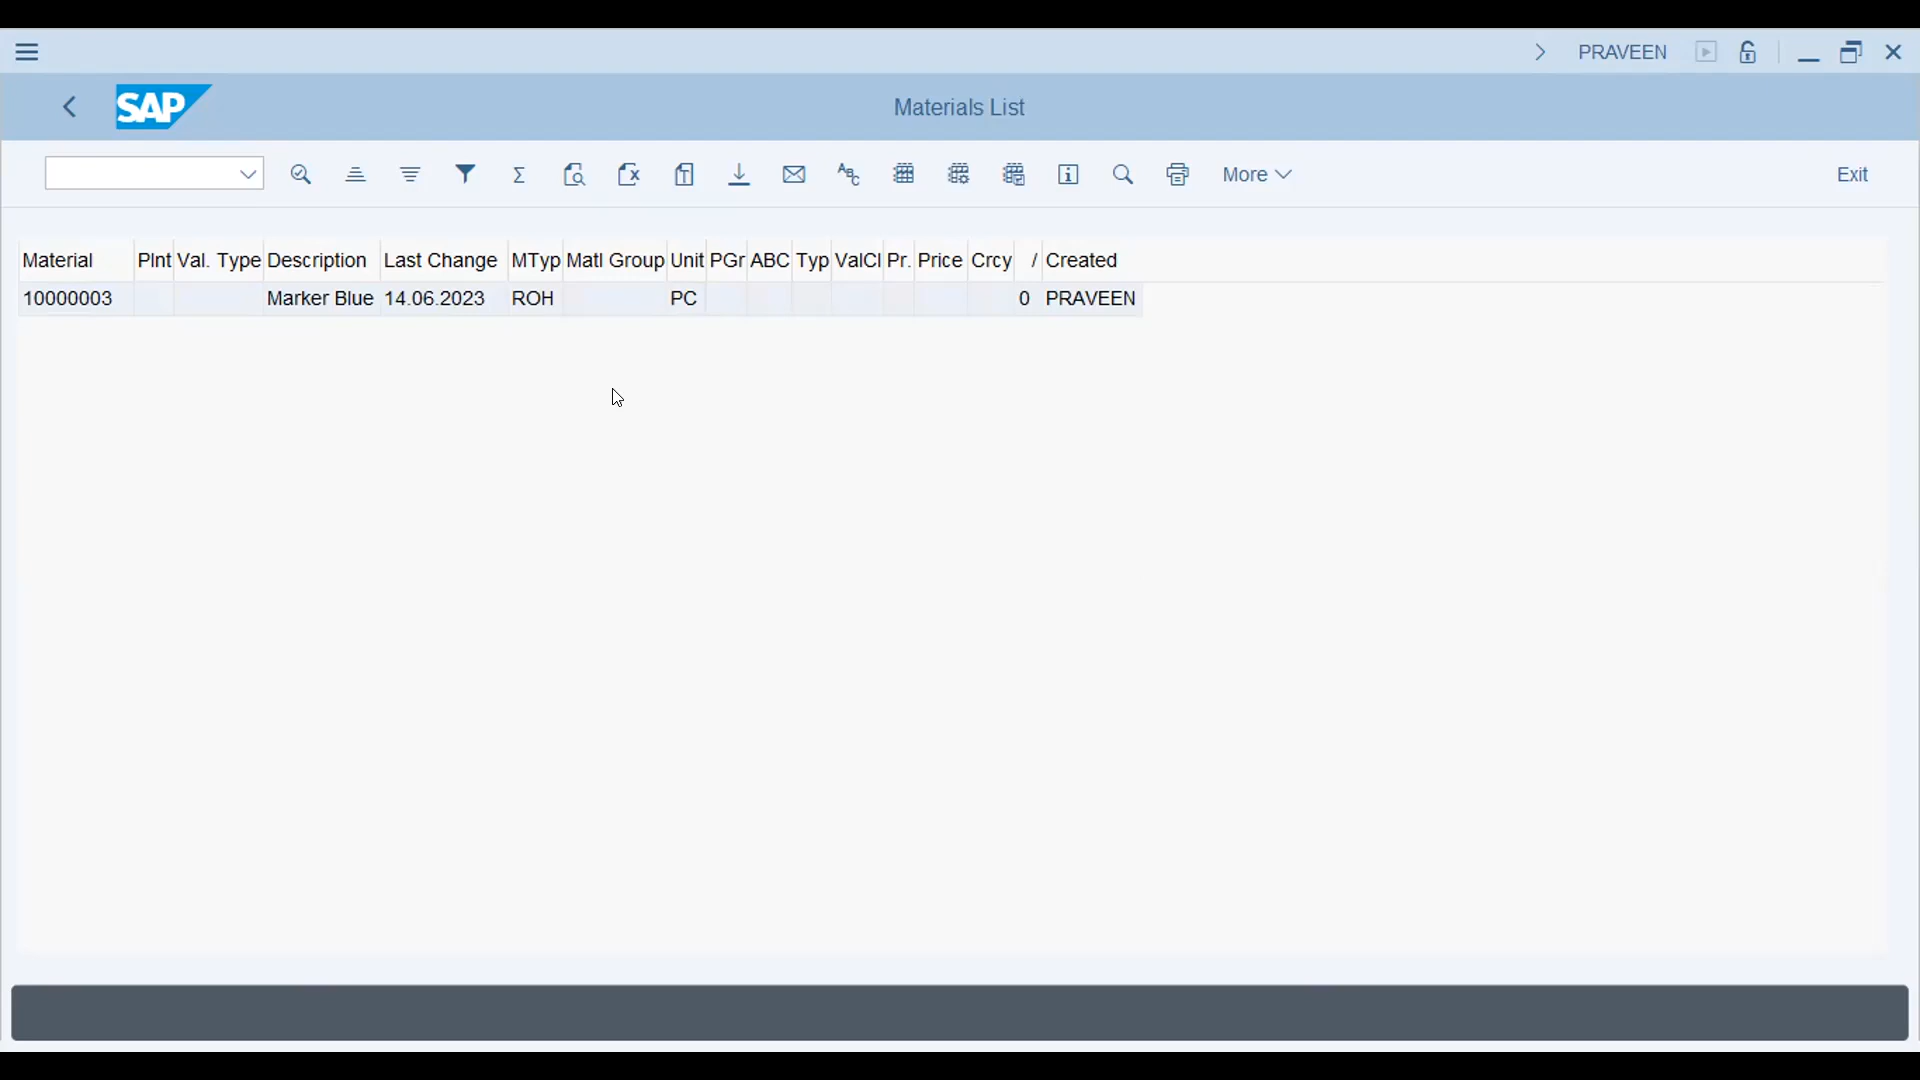 PRAVEEN
SAP Materials List
More Exit
Material Plnt Val. Type Description Last Change MTyp Matl Group Unit PGr ABC Typ ValCl Pr. Price Crcy / Created
10000003 Marker Blue 14.06.2023 ROH PC 0 PRAVEEN